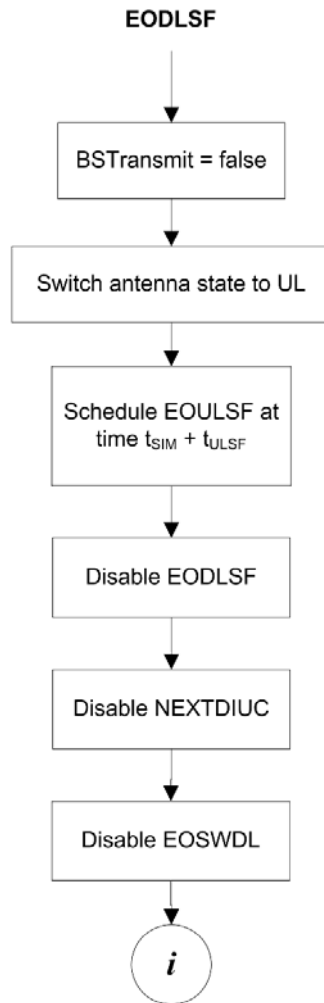 EODLSF
BSTransmit = false
Switch antenna state to UL
Schedule EOULSF at
time tSIM + tULSF
Disable EODLSF
Disable NEXTDIUC
Disable EOSWDL
i